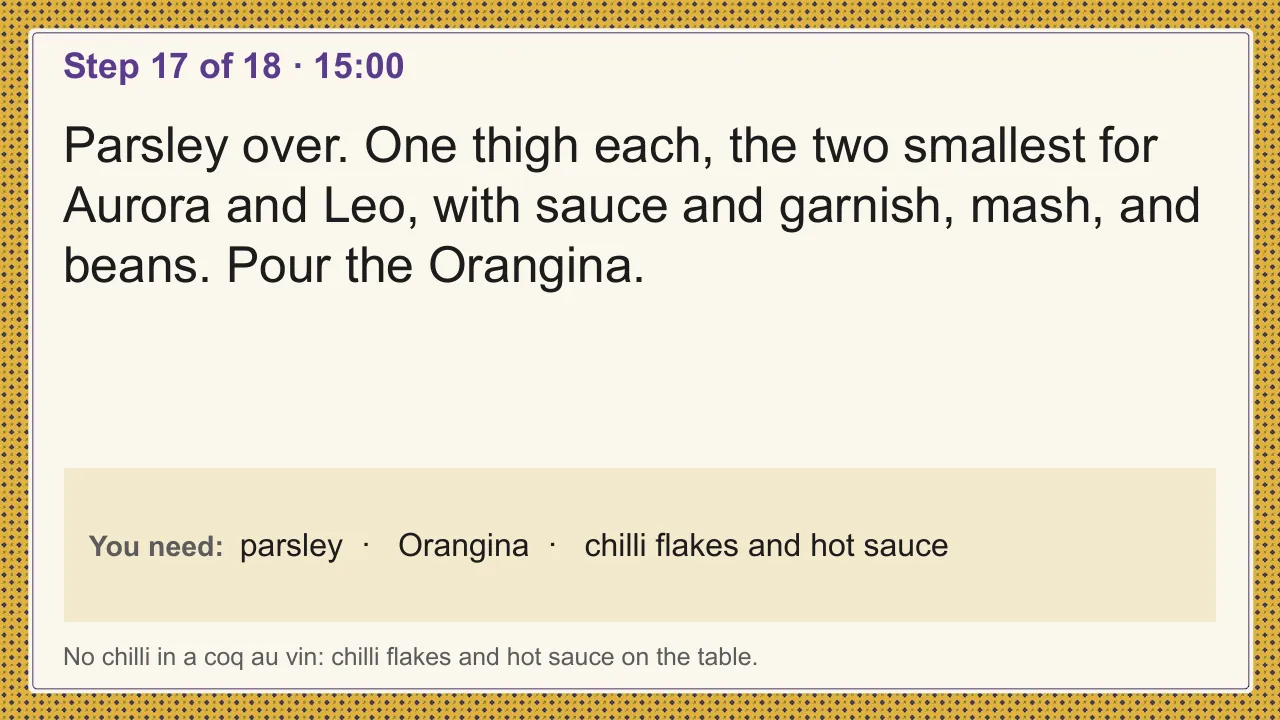 Step 17 of 18 · 15:00
Parsley over. One thigh each, the two smallest for
Aurora and Leo, with sauce and garnish, mash, and
beans. Pour the Orangina.
You need: parsley · Orangina · chilli flakes and hot sauce
No chilli in a coq au vin: chilli flakes and hot sauce on the table.